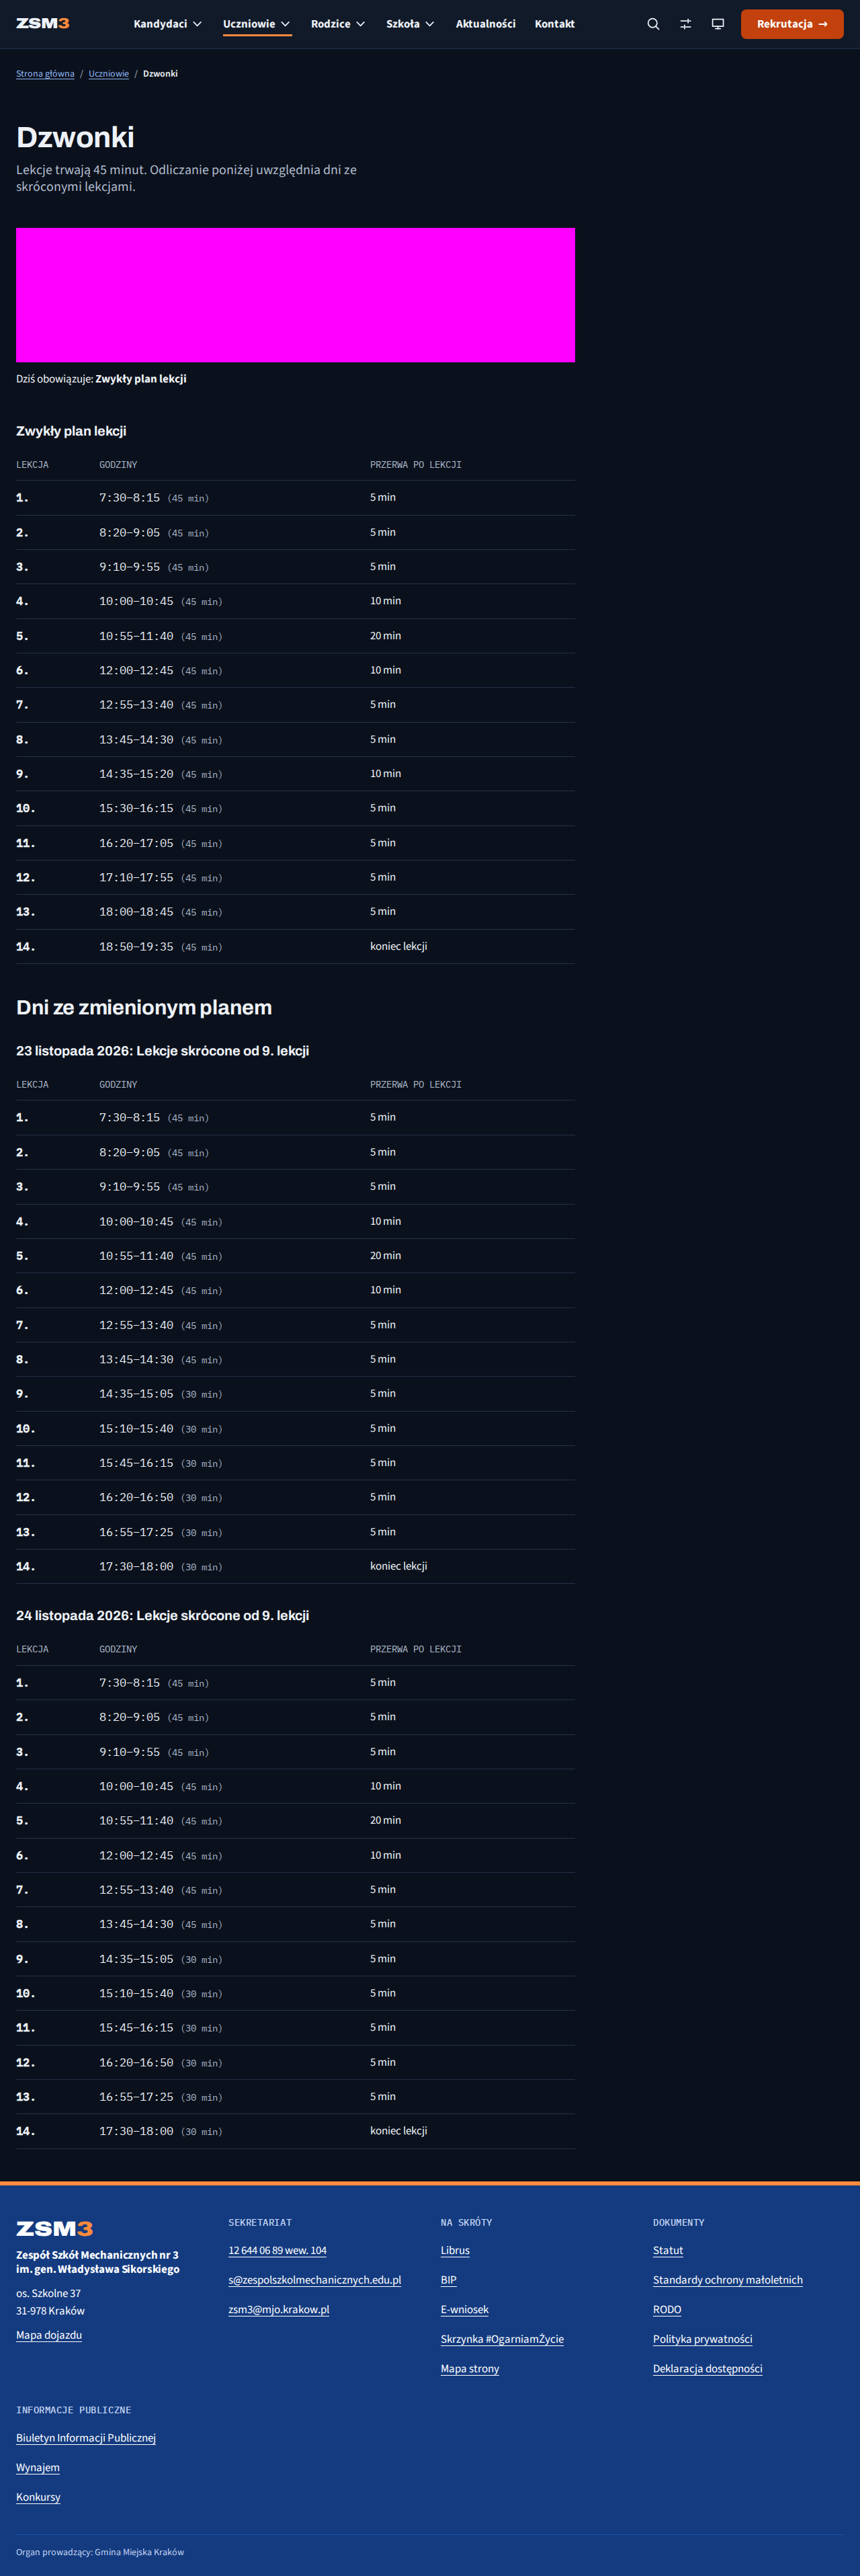 ZSM3 Kandydaci Uczniowie Rodzice Szkoła Aktualności Kontakt Rekrutacja →
Strona główna / Uczniowie / Dzwonki
Dzwonki
Lekcje trwają 45 minut. Odliczanie poniżej uwzględnia dni ze
skróconymi lekcjami.
Dziś obowiązuje: Zwykły plan lekcji
Zwykły plan lekcji
LEKCJA GODZINY PRZERWA PO LEKCJI
1. 7:30–8:15 (45 min) 5 min
2. 8:20–9:05 (45 min) 5 min
3. 9:10–9:55 (45 min) 5 min
4. 10:00–10:45 (45 min) 10 min
5. 10:55–11:40 (45 min) 20 min
6. 12:00–12:45 (45 min) 10 min
7. 12:55–13:40 (45 min) 5 min
8. 13:45–14:30 (45 min) 5 min
9. 14:35–15:20 (45 min) 10 min
10. 15:30–16:15 (45 min) 5 min
11. 16:20–17:05 (45 min) 5 min
12. 17:10–17:55 (45 min) 5 min
13. 18:00–18:45 (45 min) 5 min
14. 18:50–19:35 (45 min) koniec lekcji
Dni ze zmienionym planem
23 listopada 2026: Lekcje skrócone od 9. lekcji
LEKCJA GODZINY PRZERWA PO LEKCJI
1. 7:30–8:15 (45 min) 5 min
2. 8:20–9:05 (45 min) 5 min
3. 9:10–9:55 (45 min) 5 min
4. 10:00–10:45 (45 min) 10 min
5. 10:55–11:40 (45 min) 20 min
6. 12:00–12:45 (45 min) 10 min
7. 12:55–13:40 (45 min) 5 min
8. 13:45–14:30 (45 min) 5 min
9. 14:35–15:05 (30 min) 5 min
10. 15:10–15:40 (30 min) 5 min
11. 15:45–16:15 (30 min) 5 min
12. 16:20–16:50 (30 min) 5 min
13. 16:55–17:25 (30 min) 5 min
14. 17:30–18:00 (30 min) koniec lekcji
24 listopada 2026: Lekcje skrócone od 9. lekcji
LEKCJA GODZINY PRZERWA PO LEKCJI
1. 7:30–8:15 (45 min) 5 min
2. 8:20–9:05 (45 min) 5 min
3. 9:10–9:55 (45 min) 5 min
4. 10:00–10:45 (45 min) 10 min
5. 10:55–11:40 (45 min) 20 min
6. 12:00–12:45 (45 min) 10 min
7. 12:55–13:40 (45 min) 5 min
8. 13:45–14:30 (45 min) 5 min
9. 14:35–15:05 (30 min) 5 min
10. 15:10–15:40 (30 min) 5 min
11. 15:45–16:15 (30 min) 5 min
12. 16:20–16:50 (30 min) 5 min
13. 16:55–17:25 (30 min) 5 min
14. 17:30–18:00 (30 min) koniec lekcji
ZSM3
Zespół Szkół Mechanicznych nr 3
im. gen. Władysława Sikorskiego
os. Szkolne 37
31-978 Kraków
Mapa dojazdu
SEKRETARIAT
12 644 06 89 wew. 104
s@zespolszkolmechanicznych.edu.pl
zsm3@mjo.krakow.pl
NA SKRÓTY
Librus
BIP
E-wniosek
Skrzynka #OgarniamŻycie
Mapa strony
DOKUMENTY
Statut
Standardy ochrony małoletnich
RODO
Polityka prywatności
Deklaracja dostępności
INFORMACJE PUBLICZNE
Biuletyn Informacji Publicznej
Wynajem
Konkursy
Organ prowadzący: Gmina Miejska Kraków